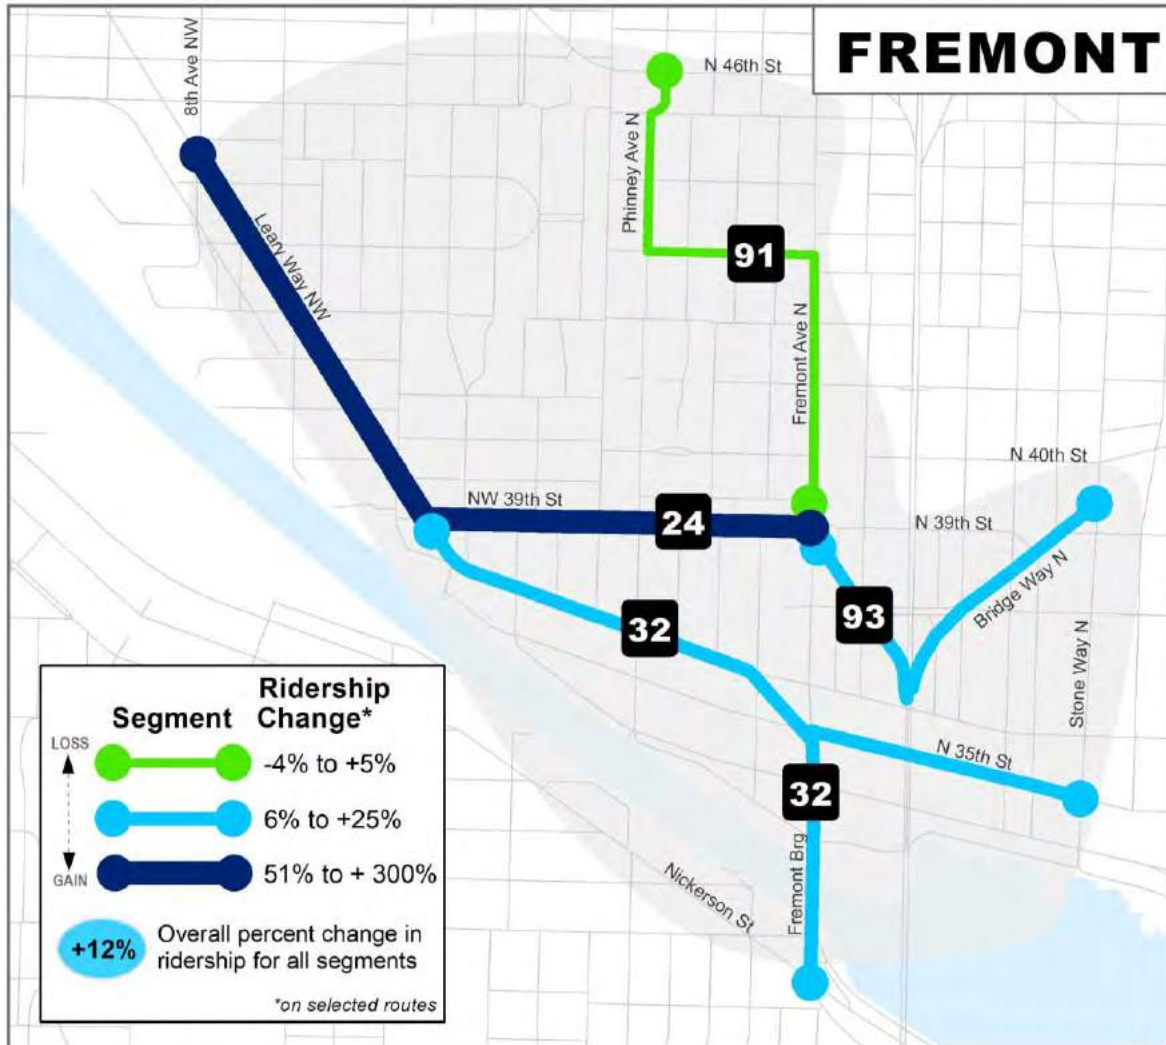 FREMONT
8th Ave NW
N 46th St
Phinney Ave N
91
Leary Way NW
Fremont Ave N
N 40th St
NW 39th St
24
N 39th St
32
93
Bridge Way N
Stone Way N
N 35th St
32
Fremont Brg
Nickerson St
Segment
Ridership
Change*
LOSS
-4% to +5%
6% to +25%
GAIN
51% to + 300%
+12%
Overall percent change in
ridership for all segments
*on selected routes